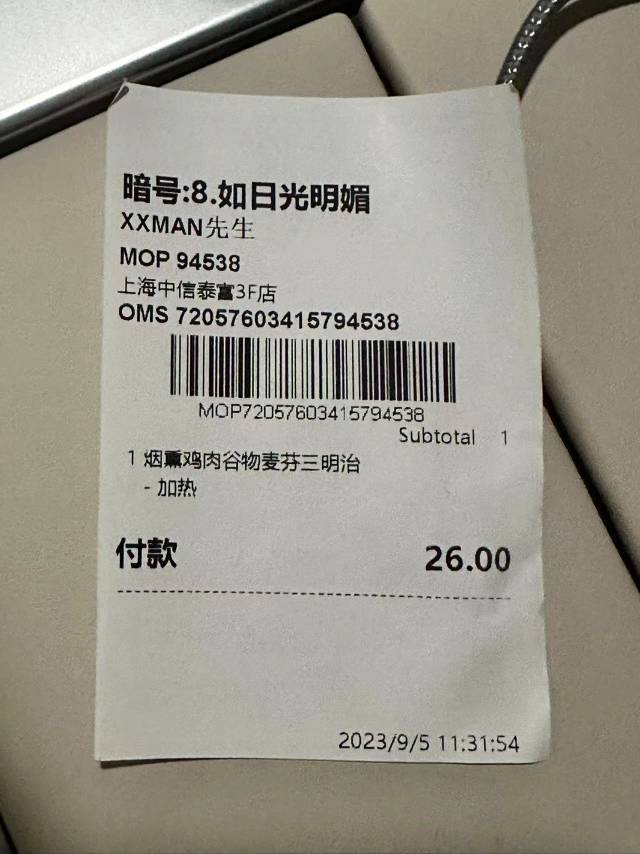 暗号:8.如日光明媚
XXMAN先生
MOP 94538
上海中信泰富3F店
OMS 72057603415794538
MOP72057603415794538
Subtotal 1
1 烟熏鸡肉谷物麦芬三明治
- 加热
付款 26.00
2023/9/5 11:31:54